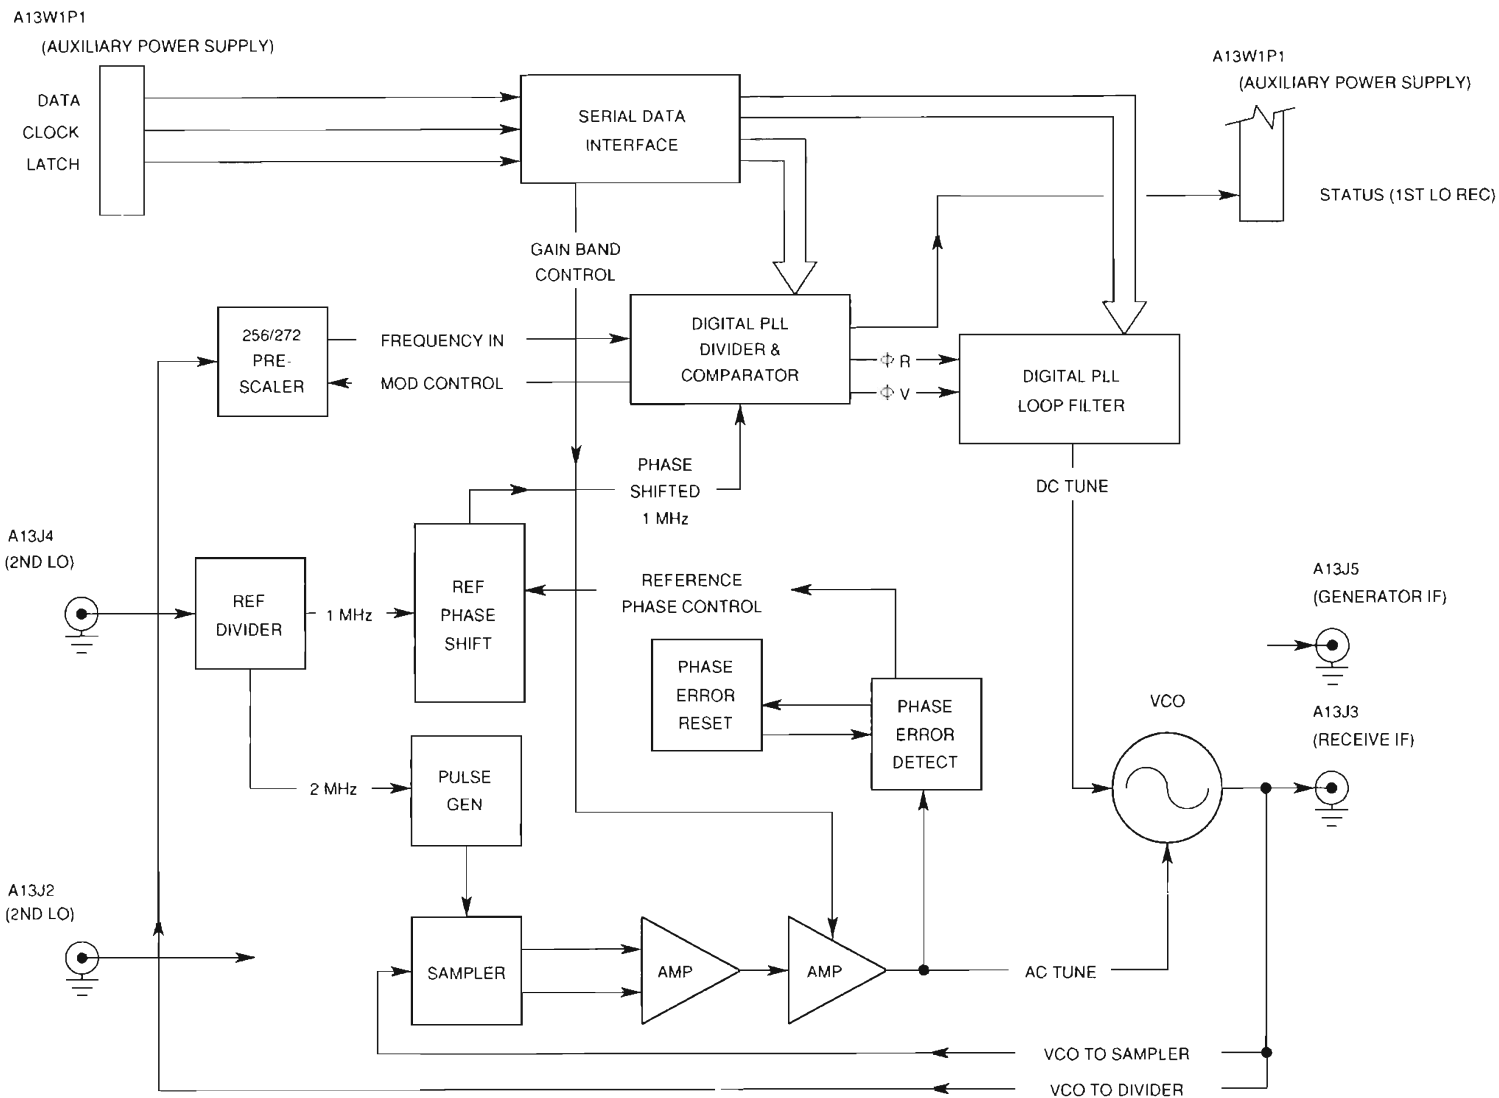 A13W1P1
(AUXILIARY POWER SUPPLY)
DATA
CLOCK
LATCH
SERIAL DATA
INTERFACE
A13W1P1
(AUXILIARY POWER SUPPLY)
STATUS (1ST LO REC)
GAIN BAND
CONTROL
256/272
PRE-
SCALER
FREQUENCY IN
MOD CONTROL
DIGITAL PLL
DIVIDER &
COMPARATOR
Φ R
Φ V
DIGITAL PLL
LOOP FILTER
PHASE
SHIFTED
1 MHz
DC TUNE
A13J4
(2ND LO)
REF
DIVIDER
1 MHz
REF
PHASE
SHIFT
REFERENCE
PHASE CONTROL
PHASE
ERROR
RESET
PHASE
ERROR
DETECT
A13J5
(GENERATOR IF)
VCO
A13J3
(RECEIVE IF)
2 MHz
PULSE
GEN
A13J2
(2ND LO)
SAMPLER
AMP
AMP
AC TUNE
VCO TO SAMPLER
VCO TO DIVIDER